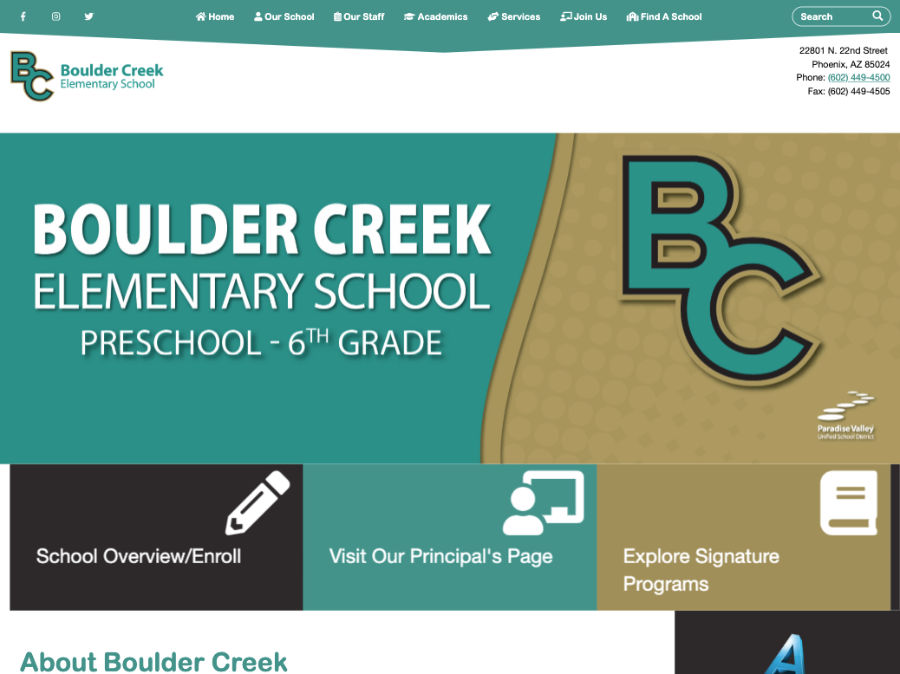 Home
Our School
Our Staff
Academics
Services
Join Us
Find A School
Search
BC
Boulder Creek
Elementary School
22801 N. 22nd Street
Phoenix, AZ 85024
Phone: (602) 449-4500
Fax: (602) 449-4505
BOULDER CREEK
ELEMENTARY SCHOOL
PRESCHOOL - 6TH GRADE
BC
Paradise Valley
Unified School District
School Overview/Enroll
Visit Our Principal's Page
Explore Signature
Programs
About Boulder Creek
A